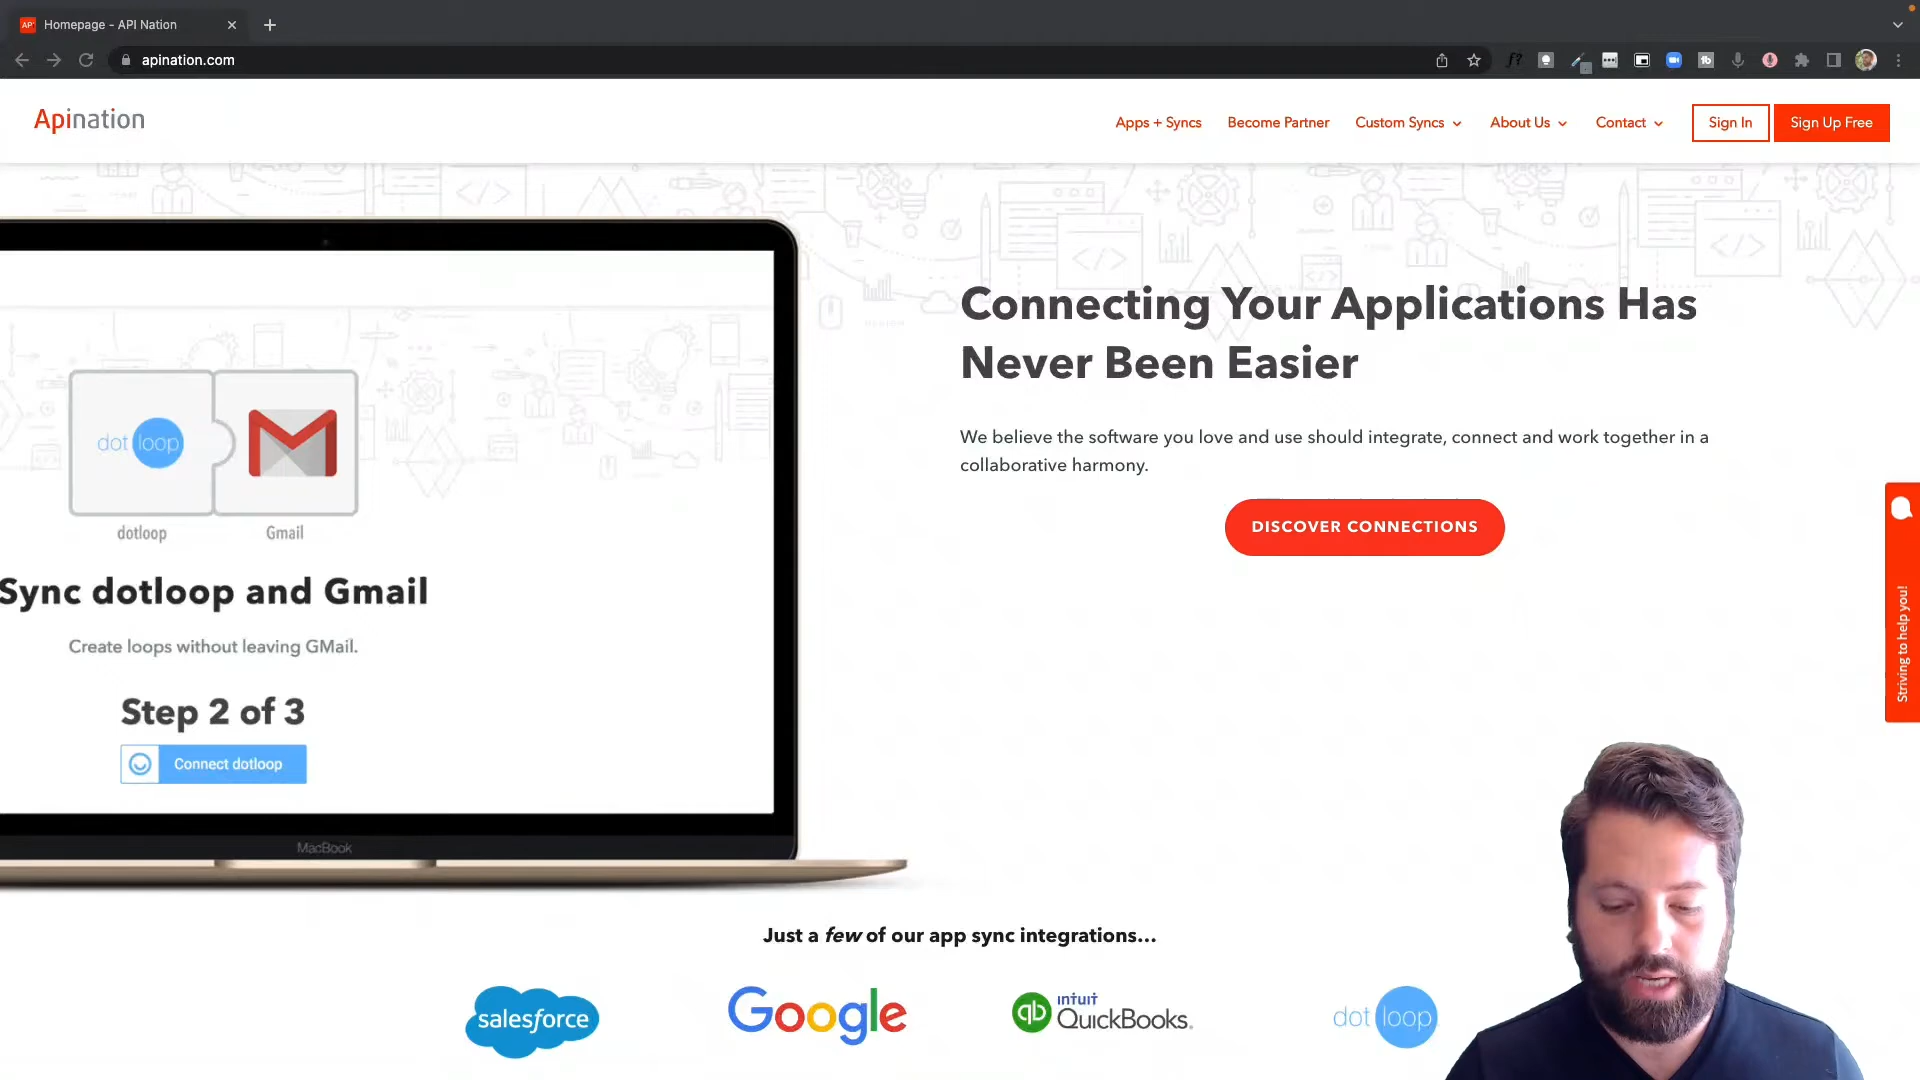 AP
Homepage - API Nation
apination.com
Apination
Apps + Syncs
Become Partner
Custom Syncs
About Us
Contact
Sign In
Sign Up Free
Connecting Your Applications Has
Never Been Easier
We believe the software you love and use should integrate, connect and work together in a
collaborative harmony.
DISCOVER CONNECTIONS
dotloop
dotloop
Gmail
Sync dotloop and Gmail
Create loops without leaving GMail.
Step 2 of 3
Connect dotloop
MacBook
Striving to help you!
Just a few of our app sync integrations...
salesforce
Google
qb
intuit
QuickBooks.
dotloop